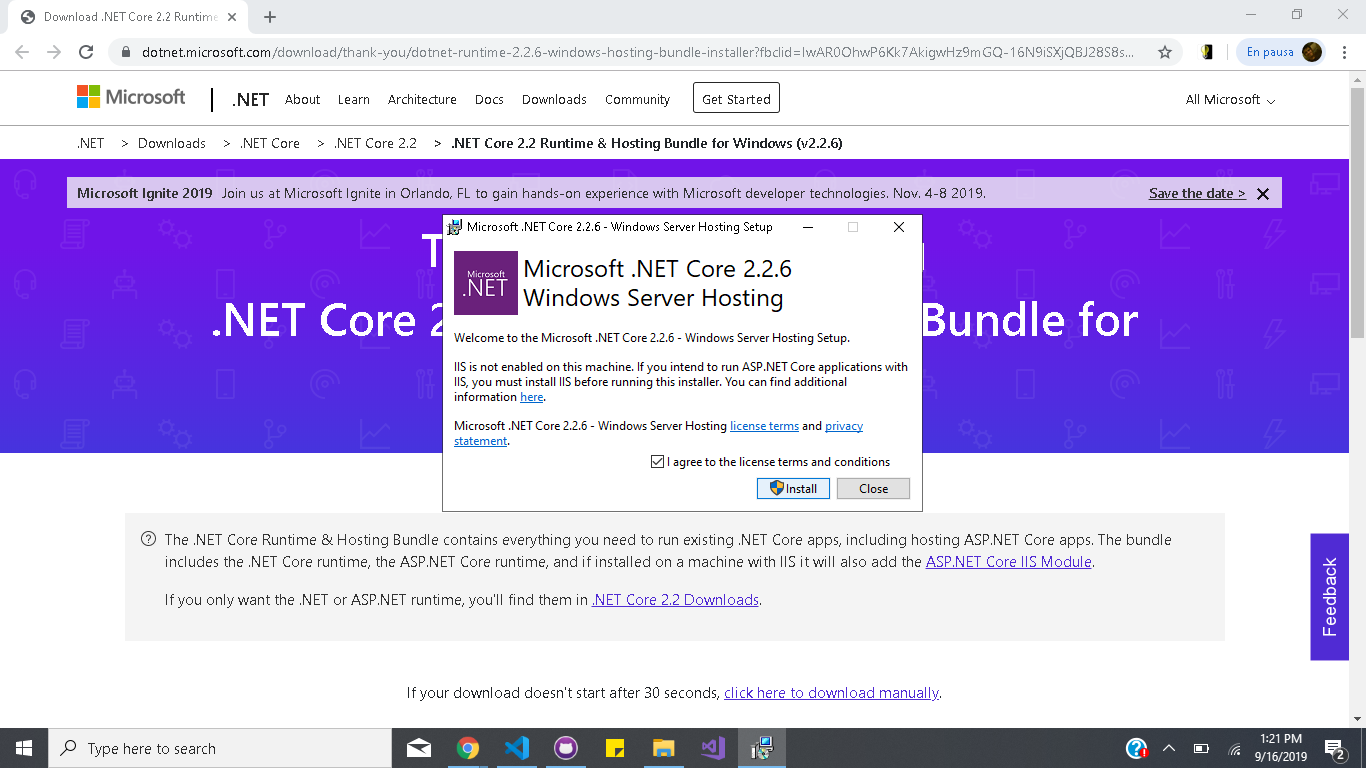 Download .NET Core 2.2 Runtime
dotnet.microsoft.com/download/thank-you/dotnet-runtime-2.2.6-windows-hosting-bundle-installer?fbclid=IwAR0OhwP6Kk7AkigwHz9mGQ-16N9iSXjQBJ28S8s...
En pausa
Microsoft
.NET
About
Learn
Architecture
Docs
Downloads
Community
Get Started
All Microsoft
.NET > Downloads > .NET Core > .NET Core 2.2 > .NET Core 2.2 Runtime & Hosting Bundle for Windows (v2.2.6)
Microsoft Ignite 2019 Join us at Microsoft Ignite in Orlando, FL to gain hands-on experience with Microsoft developer technologies. Nov. 4-8 2019.
Save the date >
.NET Core
Bundle for
Microsoft .NET Core 2.2.6 - Windows Server Hosting Setup
Microsoft
.NET
Microsoft .NET Core 2.2.6
Windows Server Hosting
Welcome to the Microsoft .NET Core 2.2.6 - Windows Server Hosting Setup.
IIS is not enabled on this machine. If you intend to run ASP.NET Core applications with
IIS, you must install IIS before running this installer. You can find additional
information here.
Microsoft .NET Core 2.2.6 - Windows Server Hosting license terms and privacy
statement.
I agree to the license terms and conditions
Install
Close
The .NET Core Runtime & Hosting Bundle contains everything you need to run existing .NET Core apps, including hosting ASP.NET Core apps. The bundle
includes the .NET Core runtime, the ASP.NET Core runtime, and if installed on a machine with IIS it will also add the ASP.NET Core IIS Module.
If you only want the .NET or ASP.NET runtime, you'll find them in .NET Core 2.2 Downloads.
Feedback
If your download doesn't start after 30 seconds, click here to download manually.
Type here to search
1:21 PM
9/16/2019
2